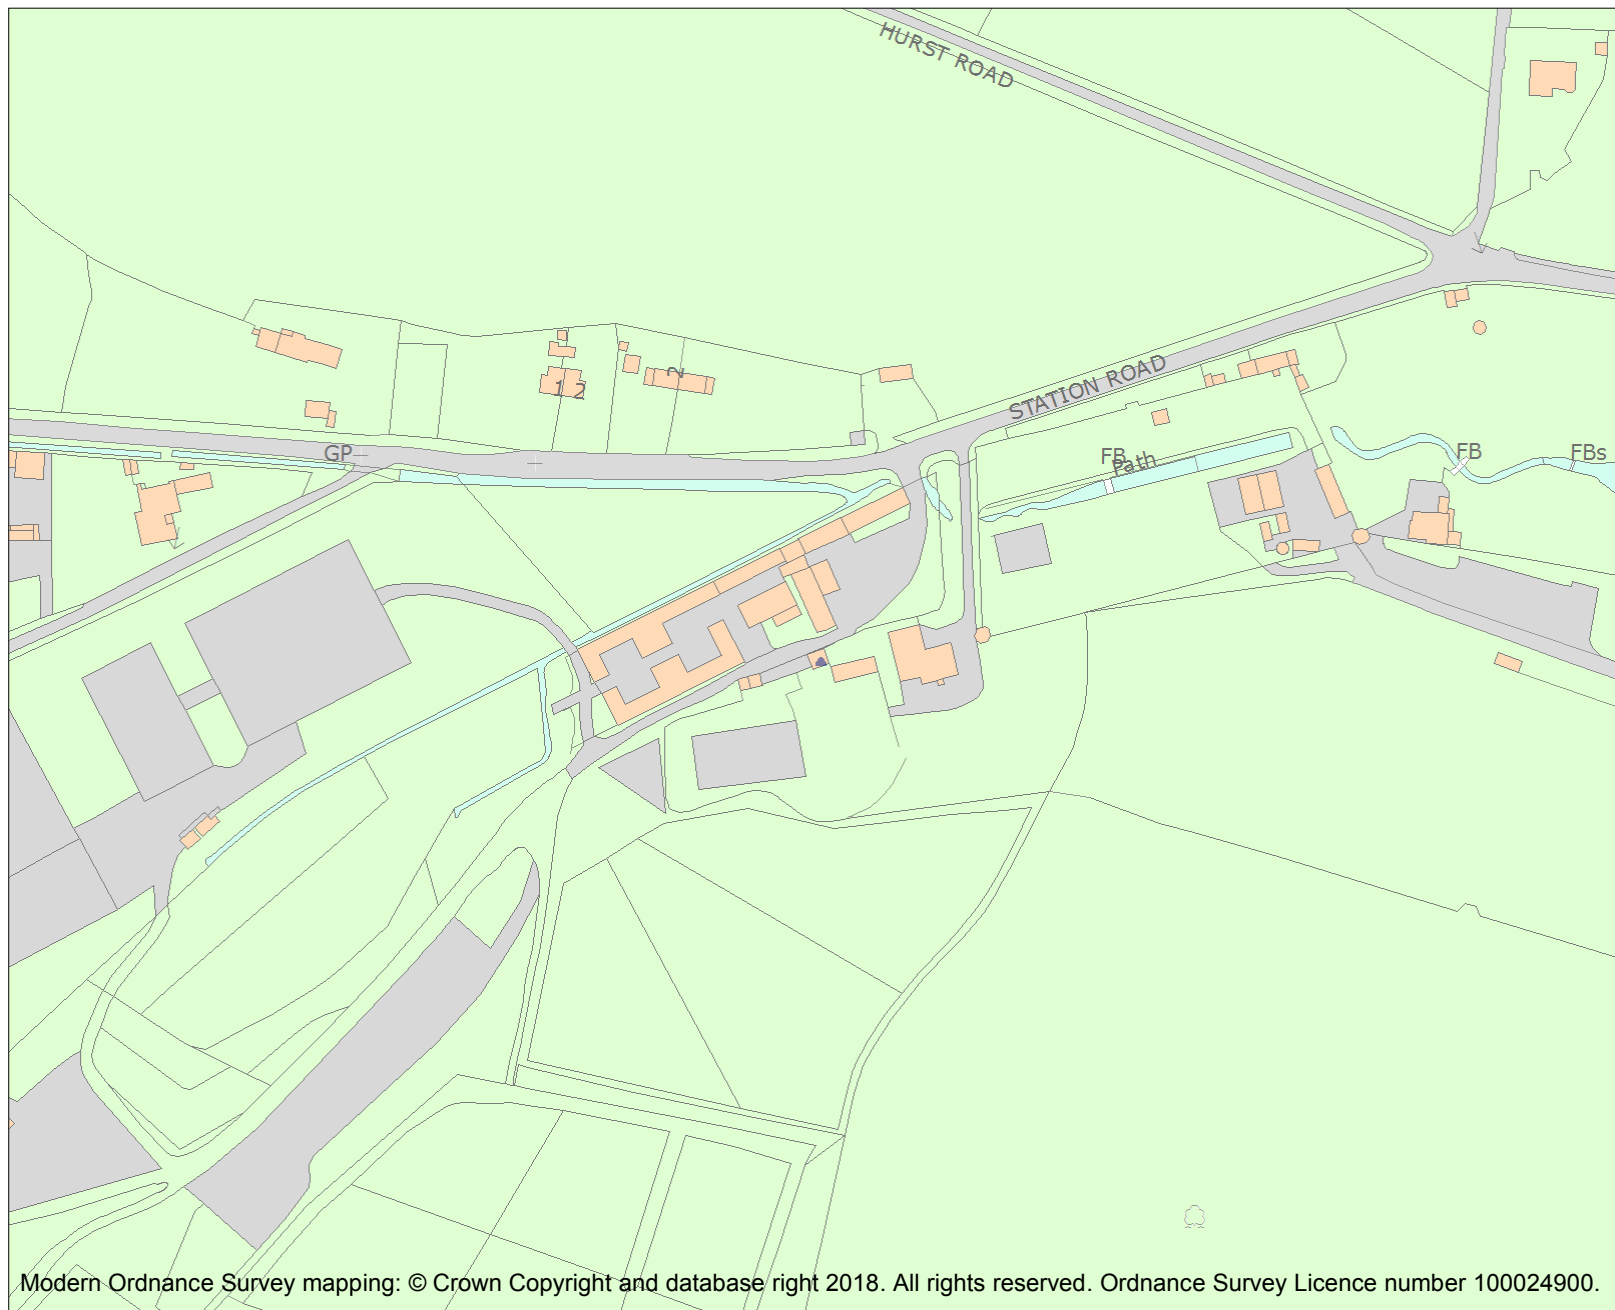 HURST ROAD
STATION ROAD
1
2
2
GP
FB
Path
FB
FBs
Modern Ordnance Survey mapping: © Crown Copyright and database right 2018. All rights reserved. Ordnance Survey Licence number 100024900.